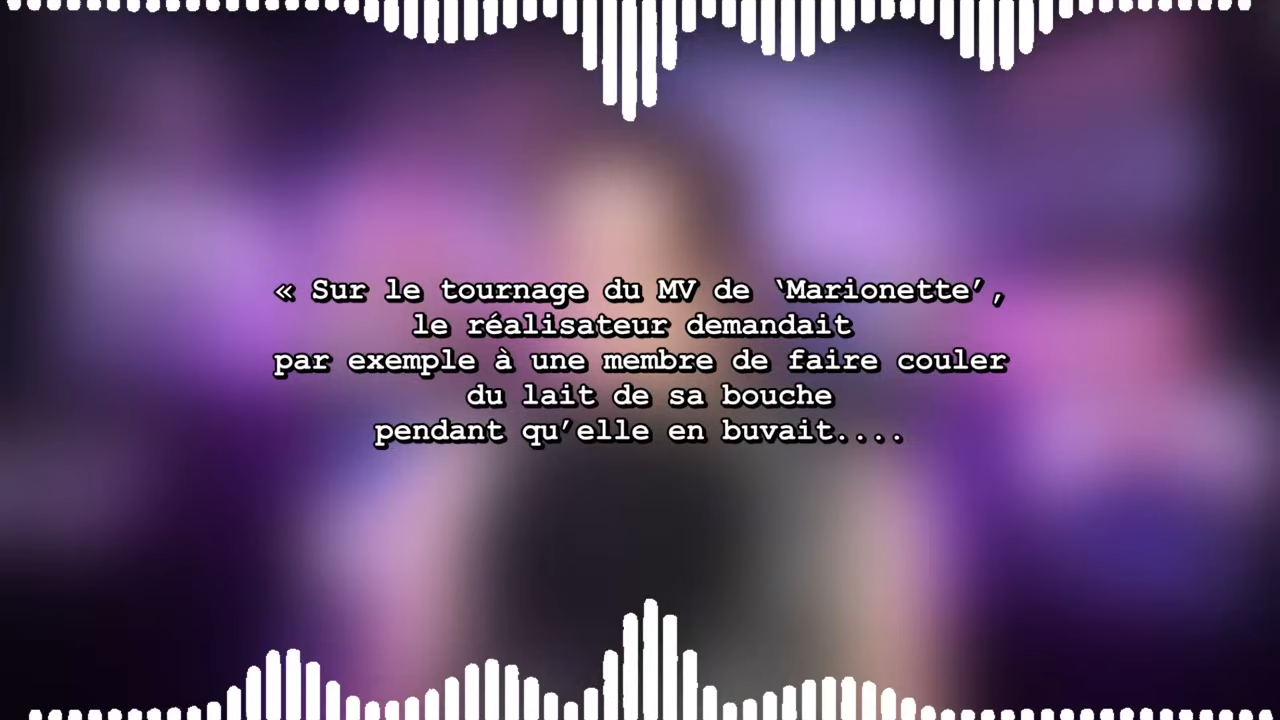 « Sur le tournage du MV de ‘Marionette’,
le réalisateur demandait
par exemple à une membre de faire couler
du lait de sa bouche
pendant qu’elle en buvait....